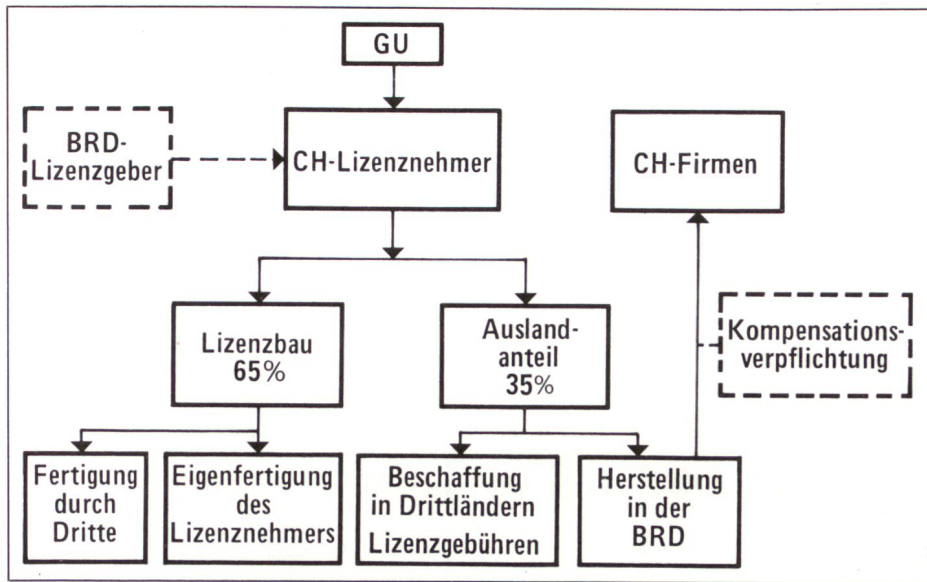 GU
BRD-
Lizenzgeber
CH-Lizenznehmer
CH-Firmen
Lizenzbau
65%
Ausland-
anteil
35%
Kompensations-
verpflichtung
Fertigung
durch
Dritte
Eigenfertigung
des
Lizenznehmers
Beschaffung
in Drittländern
Lizenzgebühren
Herstellung
in der
BRD